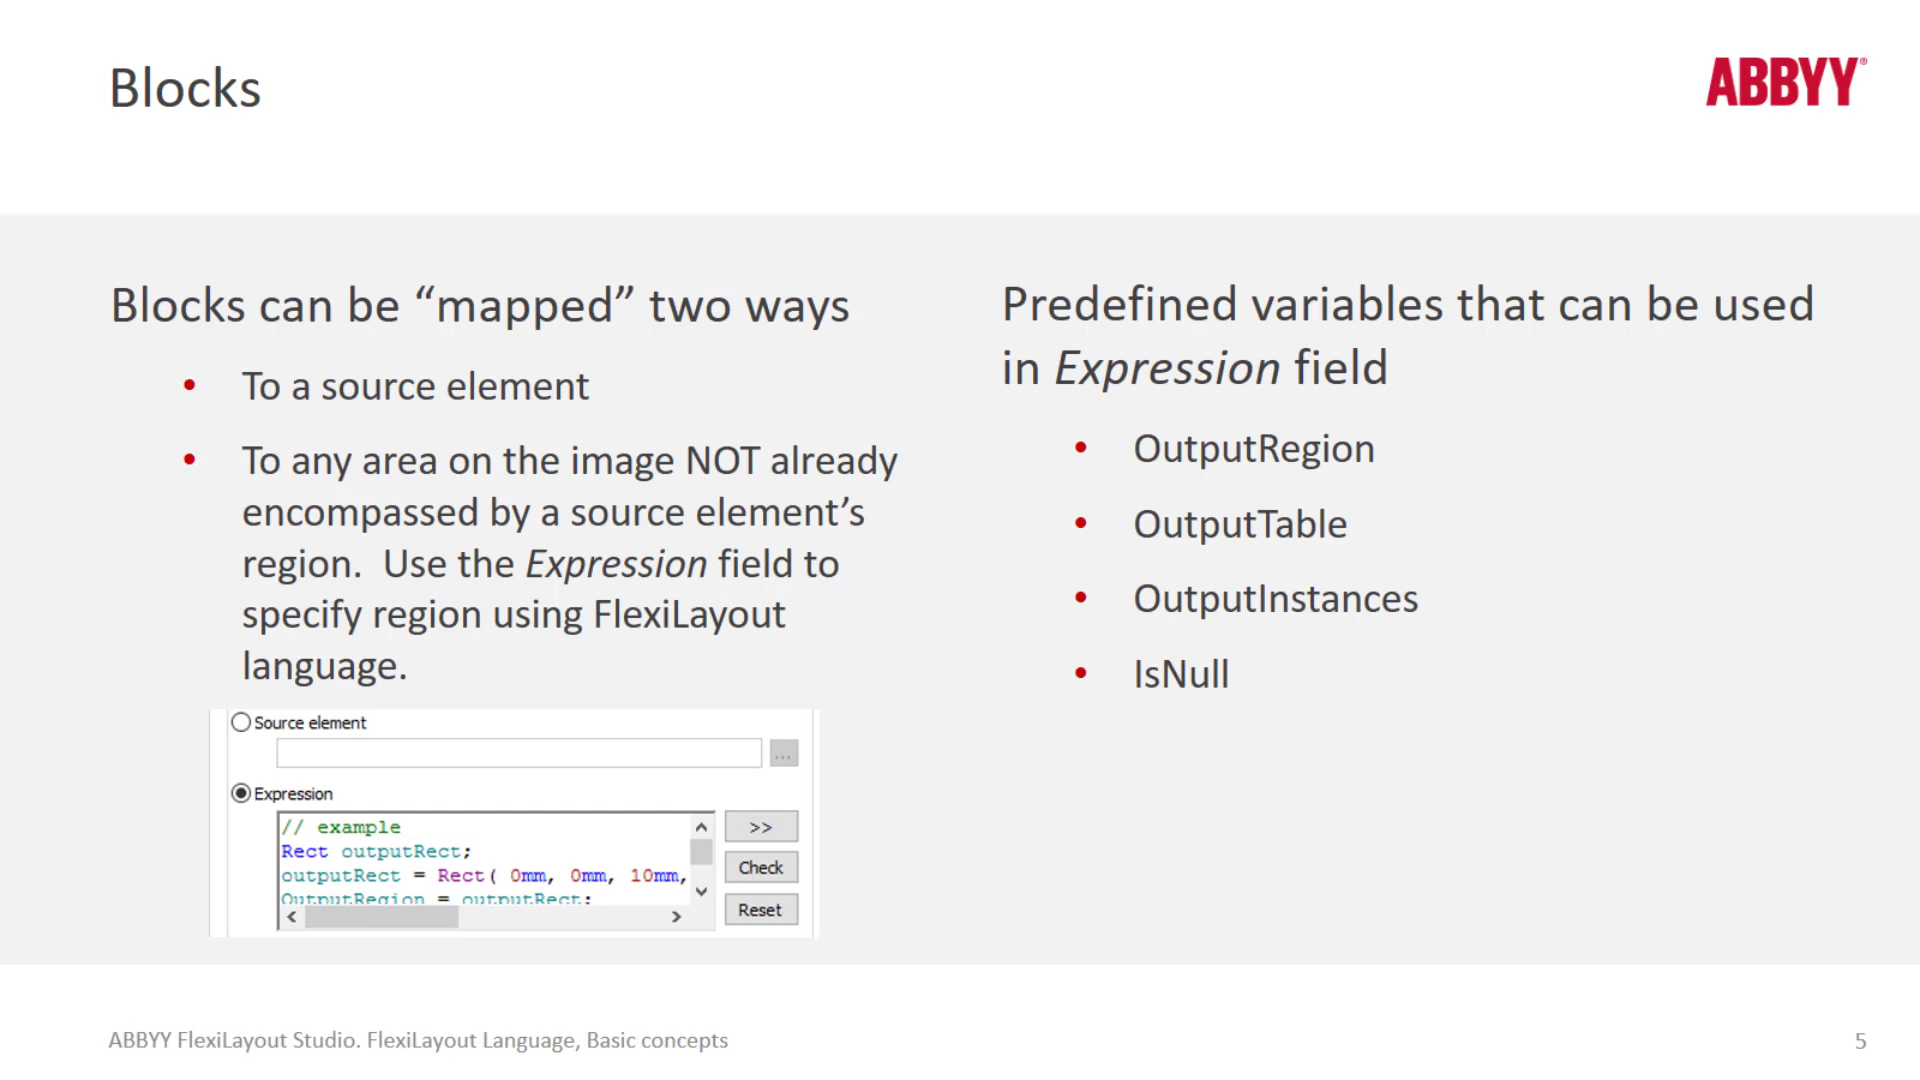 Blocks
ABBYY®
Blocks can be “mapped” two ways
• To a source element
• To any area on the image NOT already
encompassed by a source element’s
region.  Use the Expression field to
specify region using FlexiLayout
language.
Source element
...
Expression
// example
Rect outputRect;
outputRect = Rect( 0mm, 0mm, 10mm,
OutputRegion = outputRect;
>>
Check
Reset
Predefined variables that can be used
in Expression field
• OutputRegion
• OutputTable
• OutputInstances
• IsNull
ABBYY FlexiLayout Studio. FlexiLayout Language, Basic concepts
5